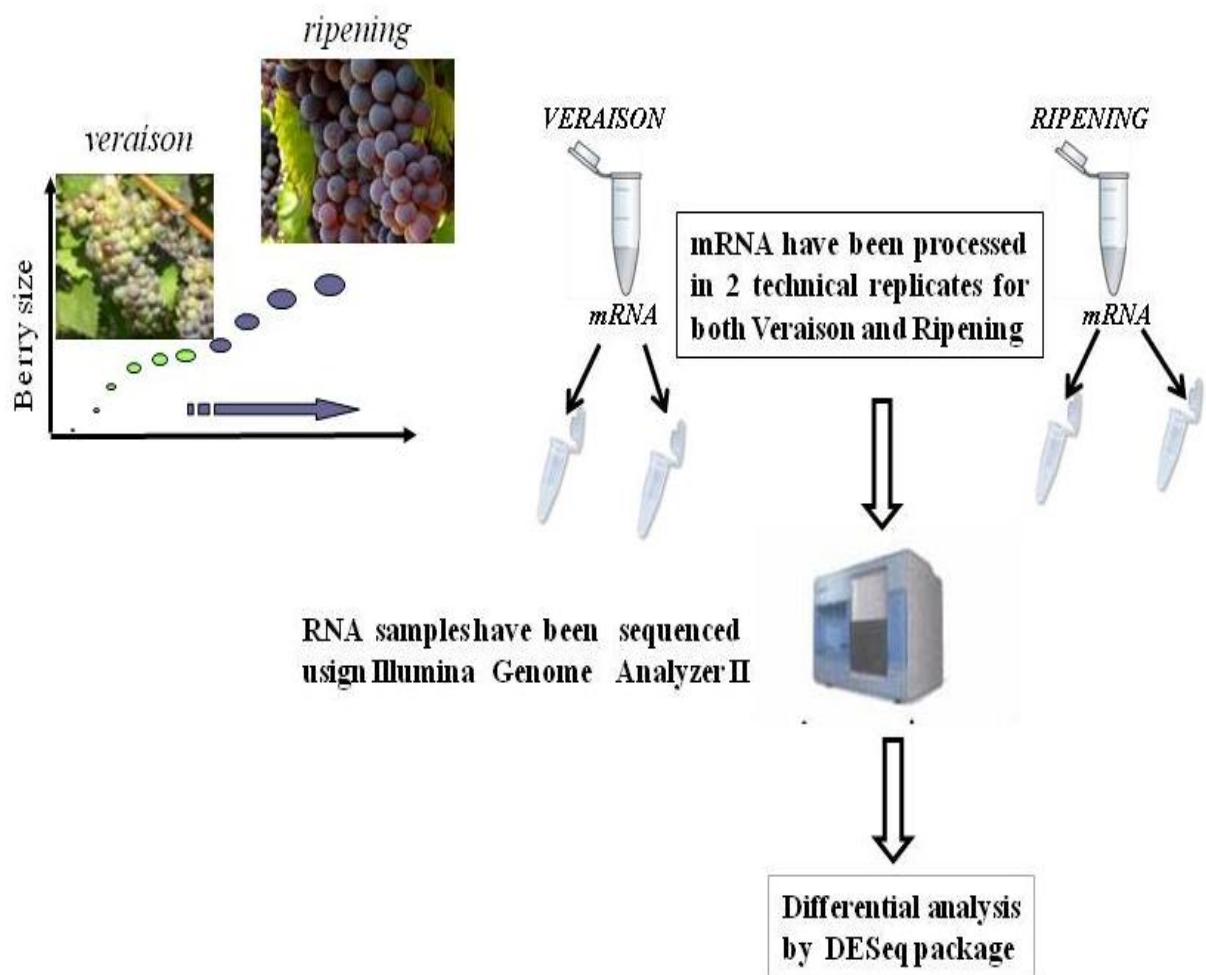 ripening
veraison
Berry size
VERAISON
RIPENING
mRNA have been processed
in 2 technical replicates for
both Veraison and Ripening
mRNA
mRNA
RNA samples have been sequenced
usign Illumina Genome Analyzer II
Differential analysis
by DESeq package